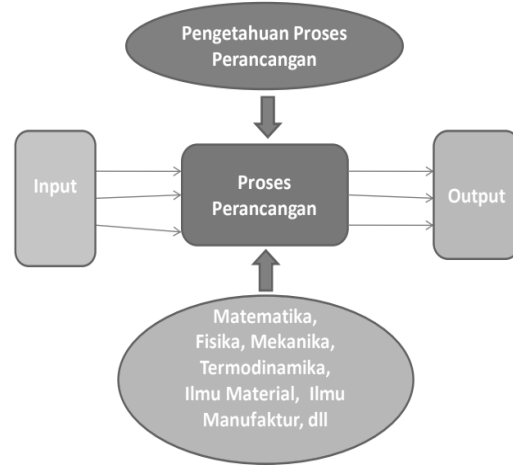 Pengetahuan Proses
Perancangan
Input
Proses
Perancangan
Output
Matematika,
Fisika, Mekanika,
Termodinamika,
Ilmu Material, Ilmu
Manufaktur, dll